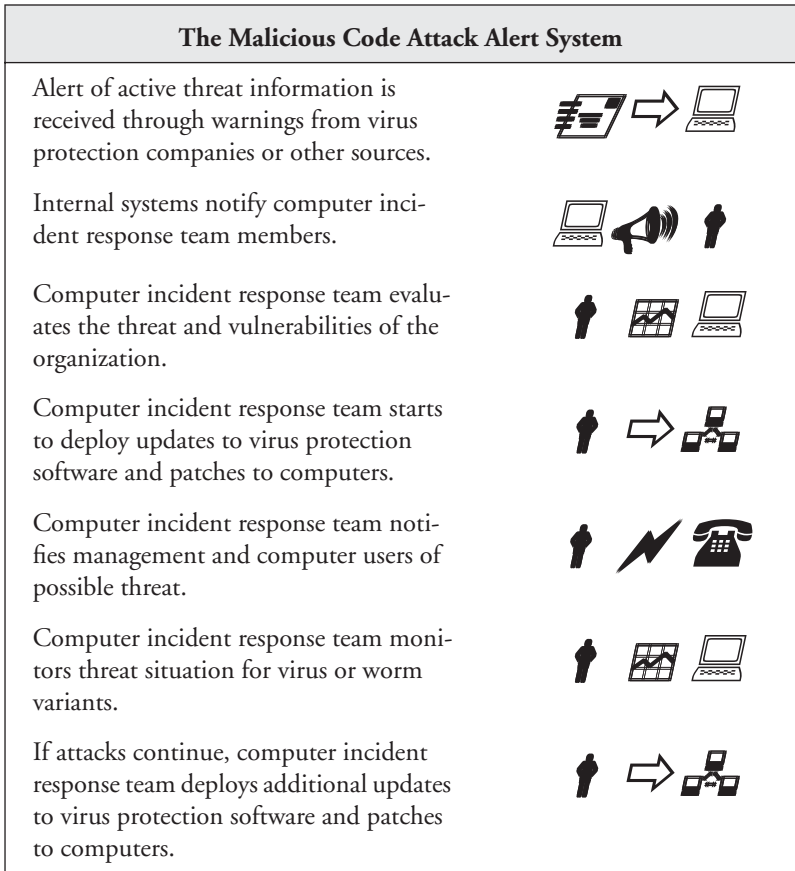 The Malicious Code Attack Alert System
Alert of active threat information is
received through warnings from virus
protection companies or other sources.
Internal systems notify computer inci-
dent response team members.
Computer incident response team evalu-
ates the threat and vulnerabilities of the
organization.
Computer incident response team starts
to deploy updates to virus protection
software and patches to computers.
Computer incident response team noti-
fies management and computer users of
possible threat.
Computer incident response team moni-
tors threat situation for virus or worm
variants.
If attacks continue, computer incident
response team deploys additional updates
to virus protection software and patches
to computers.